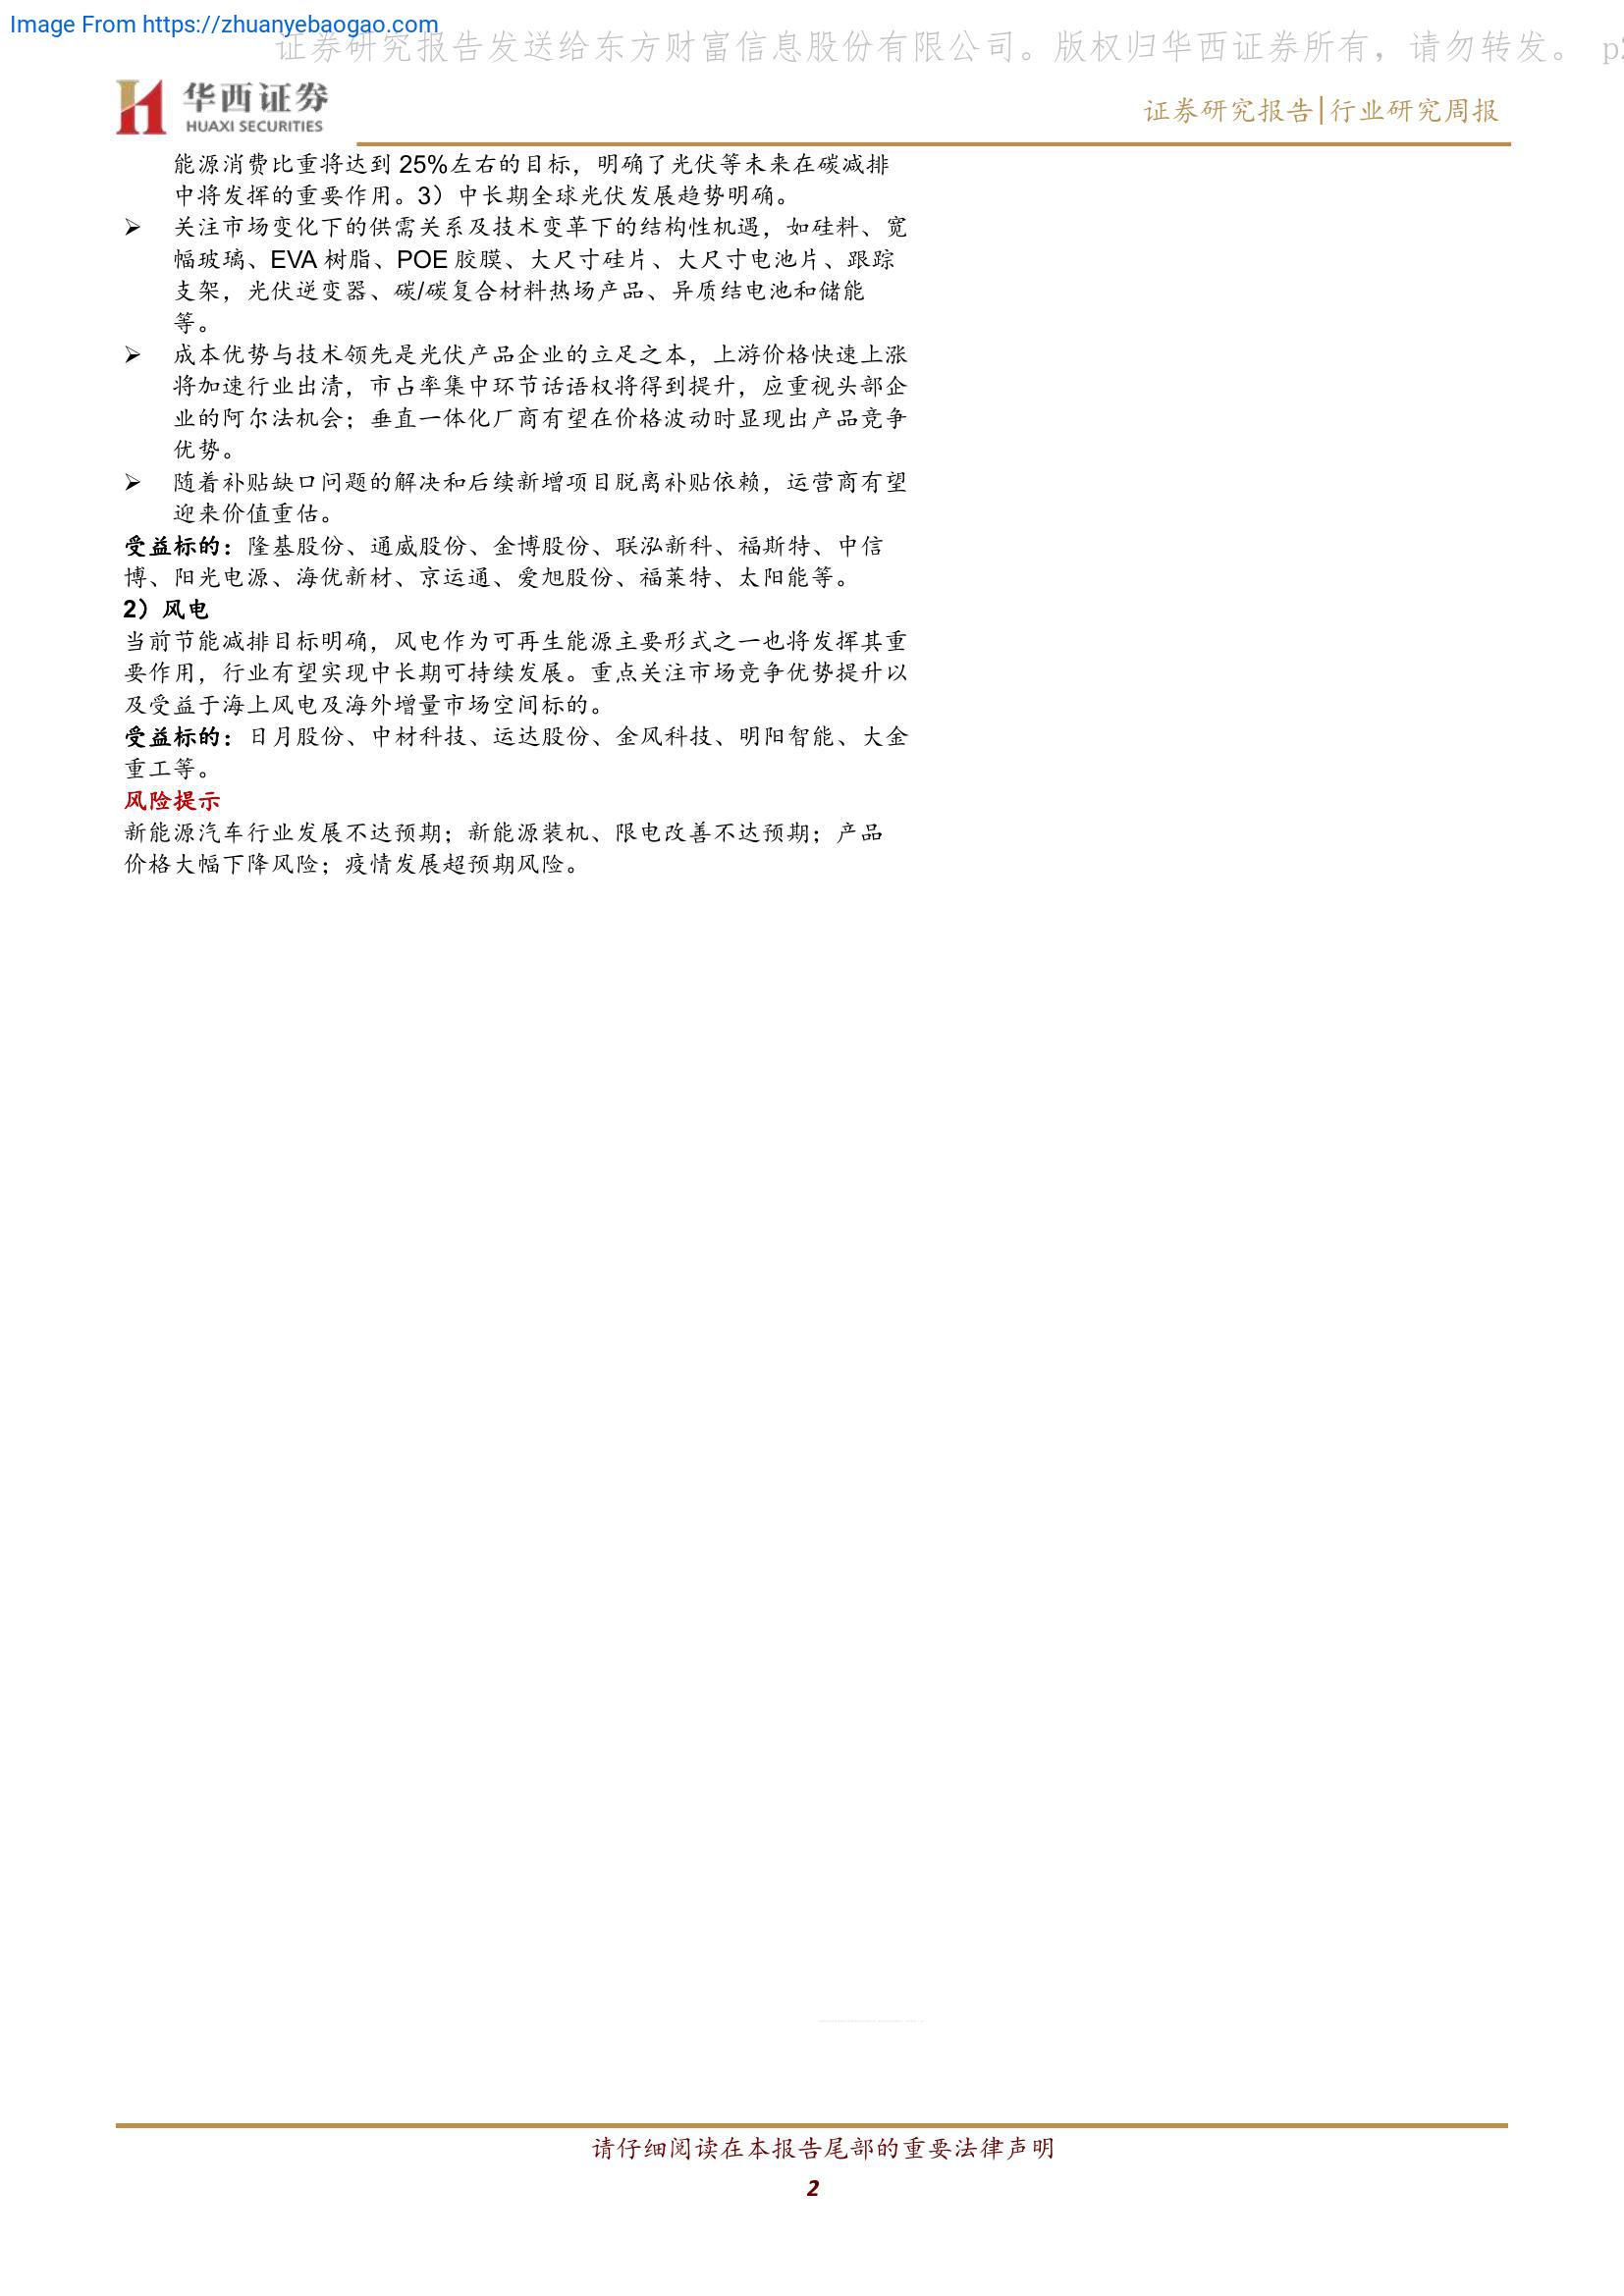 Image From https://zhuanyebaogao.com
证券研究报告发送给东方财富信息股份有限公司。版权归华西证券所有，请勿转发。 p2
华西证券
HUAXI SECURITIES
证券研究报告|行业研究周报
能源消费比重将达到 25%左右的目标，明确了光伏等未来在碳减排
中将发挥的重要作用。3）中长期全球光伏发展趋势明确。
➢ 关注市场变化下的供需关系及技术变革下的结构性机遇，如硅料、宽
幅玻璃、EVA 树脂、POE 胶膜、大尺寸硅片、大尺寸电池片、跟踪
支架，光伏逆变器、碳/碳复合材料热场产品、异质结电池和储能
等。
➢ 成本优势与技术领先是光伏产品企业的立足之本，上游价格快速上涨
将加速行业出清，市占率集中环节话语权将得到提升，应重视头部企
业的阿尔法机会；垂直一体化厂商有望在价格波动时显现出产品竞争
优势。
➢ 随着补贴缺口问题的解决和后续新增项目脱离补贴依赖，运营商有望
迎来价值重估。
受益标的：隆基股份、通威股份、金博股份、联泓新科、福斯特、中信
博、阳光电源、海优新材、京运通、爱旭股份、福莱特、太阳能等。
2）风电
当前节能减排目标明确，风电作为可再生能源主要形式之一也将发挥其重
要作用，行业有望实现中长期可持续发展。重点关注市场竞争优势提升以
及受益于海上风电及海外增量市场空间标的。
受益标的：日月股份、中材科技、运达股份、金风科技、明阳智能、大金
重工等。
风险提示
新能源汽车行业发展不达预期；新能源装机、限电改善不达预期；产品
价格大幅下降风险；疫情发展超预期风险。
请仔细阅读在本报告尾部的重要法律声明
2